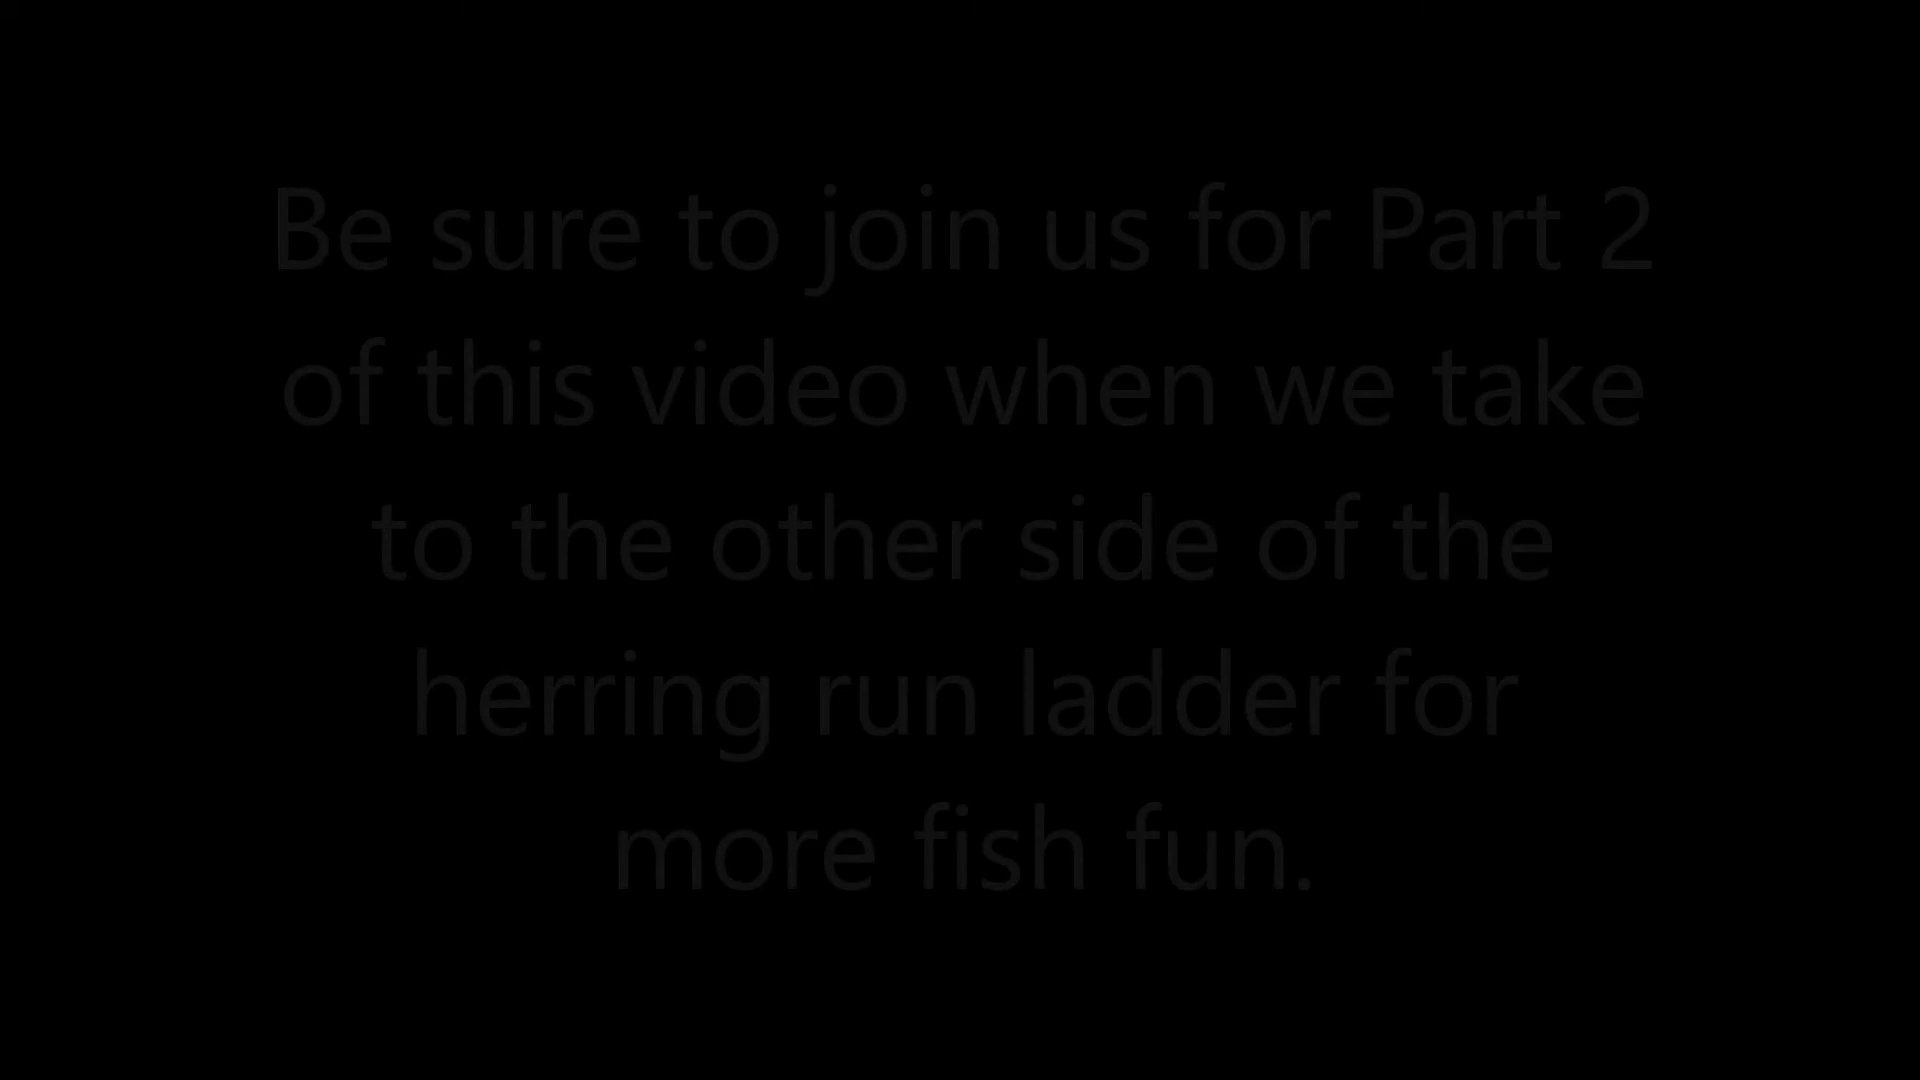 Be sure to join us for Part 2
of this video when we take
to the other side of the
herring run ladder for
more fish fun.